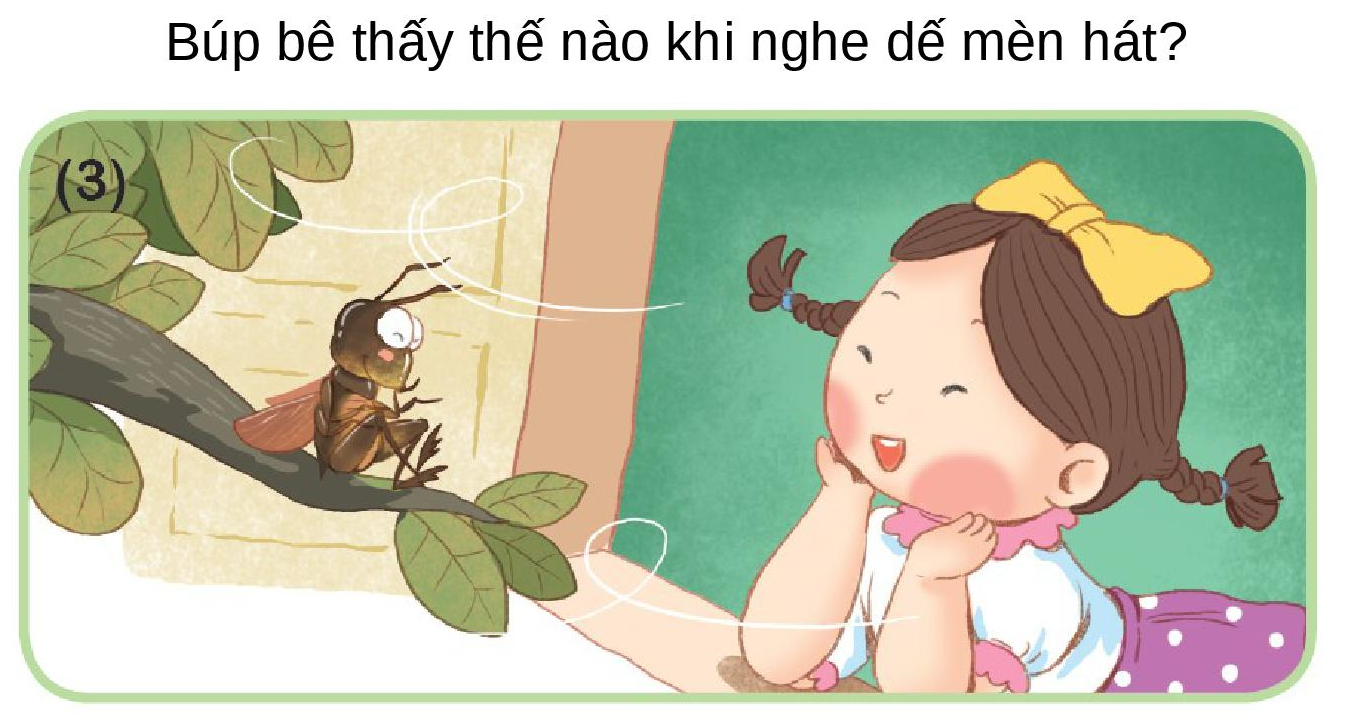 Búp bê thấy thế nào khi nghe dế mèn hát?
(3)